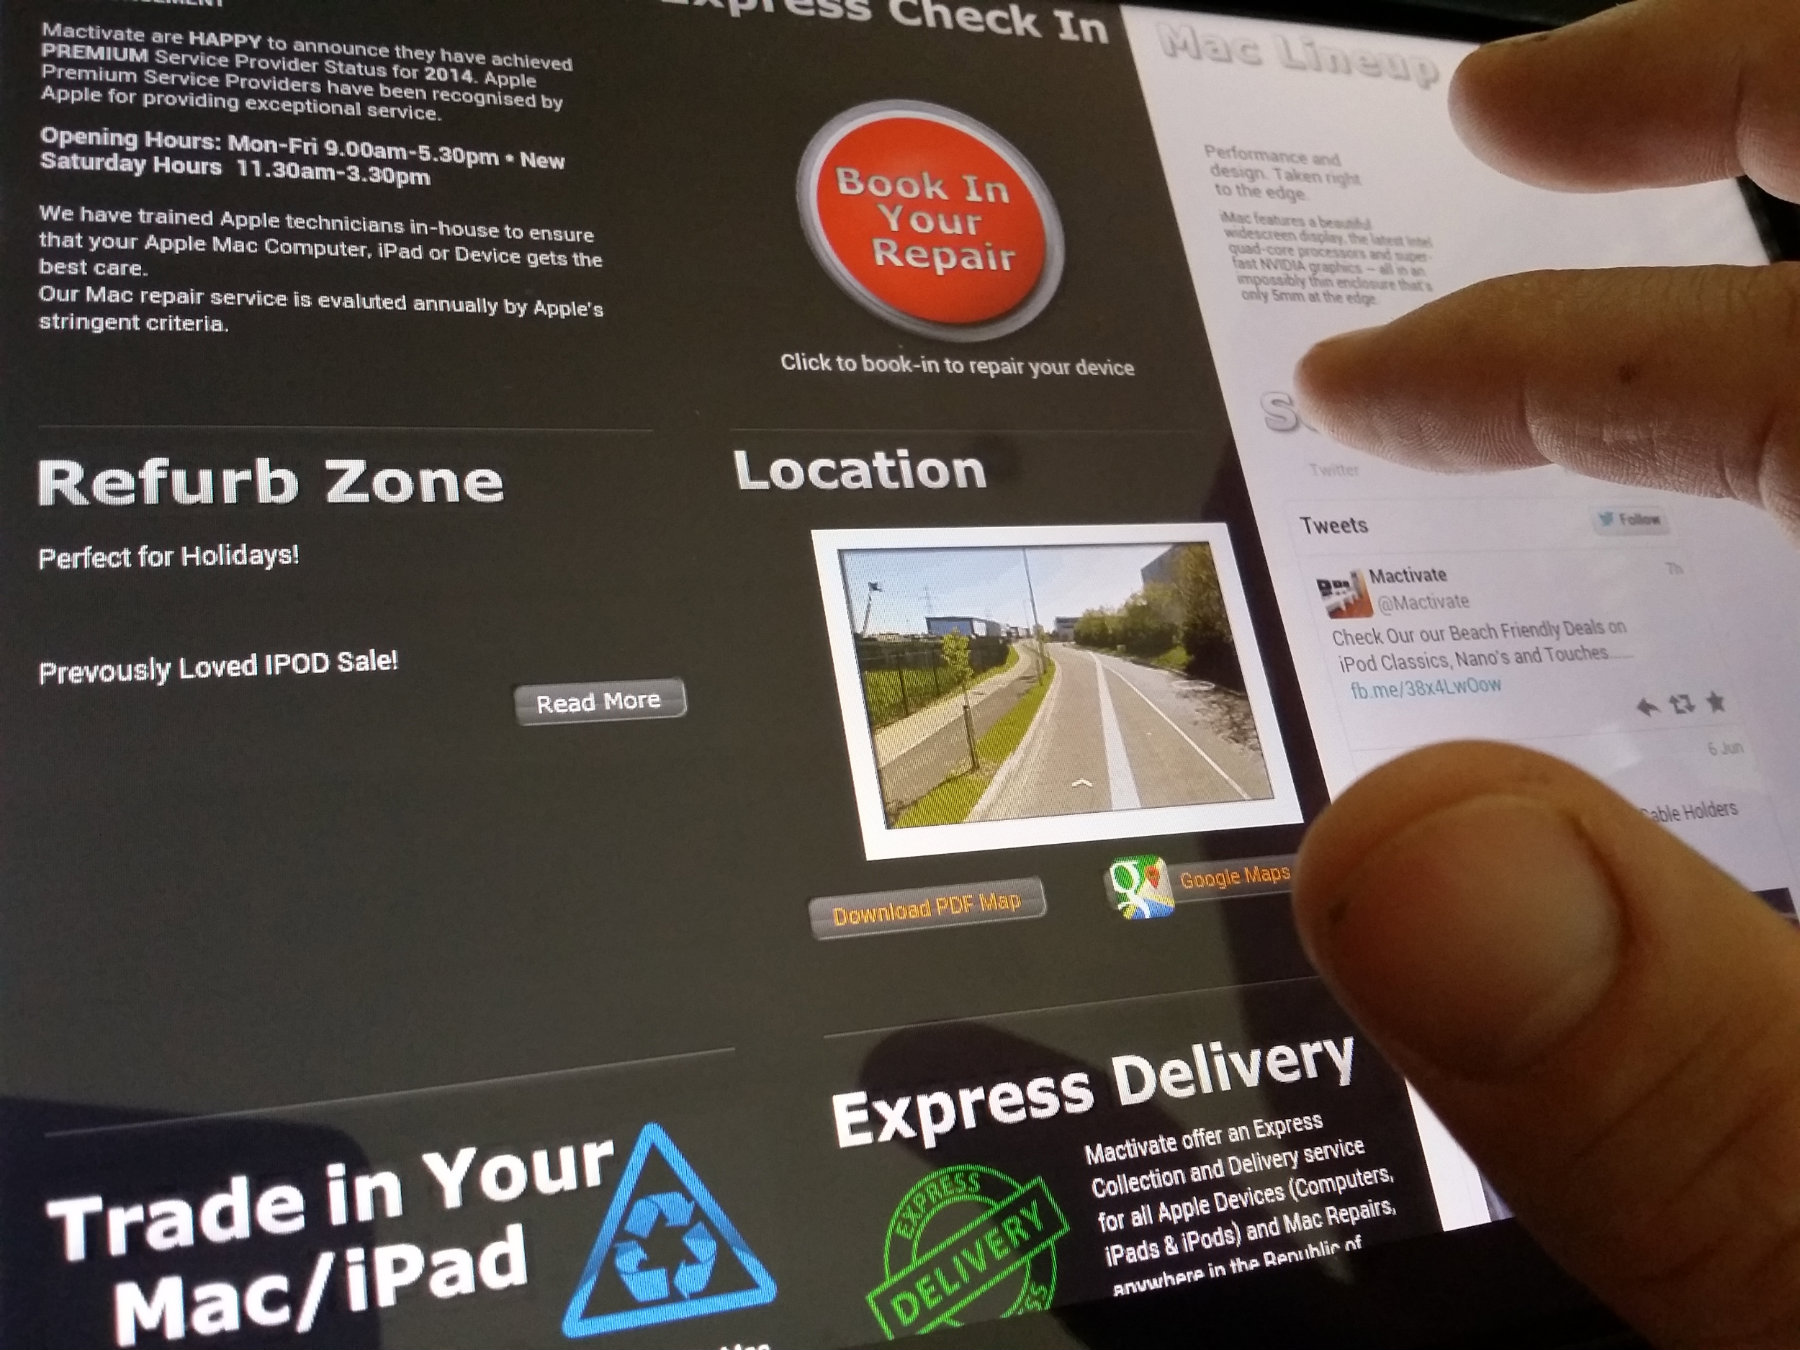 Mactivate are HAPPY to announce they have achieved
PREMIUM Service Provider Status for 2014. Apple
Premium Service Providers have been recognised by
Apple for providing exceptional service.
Opening Hours: Mon-Fri 9.00am-5.30pm • New
Saturday Hours 11.30am-3.30pm
We have trained Apple technicians in-house to ensure
that your Apple Mac Computer, iPad or Device gets the
best care.
Our Mac repair service is evaluted annually by Apple's
stringent criteria.
Express Check In
Book In
Your
Repair
Click to book-in to repair your device
Mac Lineup
Performance and
design. Taken right
to the edge.
iMac features a beautiful
widescreen display, the latest Intel
quad-core processors and super-
fast NVIDIA graphics — all in an
impossibly thin enclosure that's
only 5mm at the edge.
Refurb Zone
Perfect for Holidays!
Prevously Loved IPOD Sale!
Read More
Location
Download PDF Map
Google Maps
Twitter
Tweets
Follow
Mactivate
7h
@Mactivate
Check Our our Beach Friendly Deals on
iPod Classics, Nano's and Touches......
fb.me/38x4LwOow
6 Jun
Cable Holders
Trade in Your
Mac/iPad
Express Delivery
EXPRESS
DELIVERY
Mactivate offer an Express
Collection and Delivery service
for all Apple Devices (Computers,
iPads & iPods) and Mac Repairs,
anywhere in the Republic of